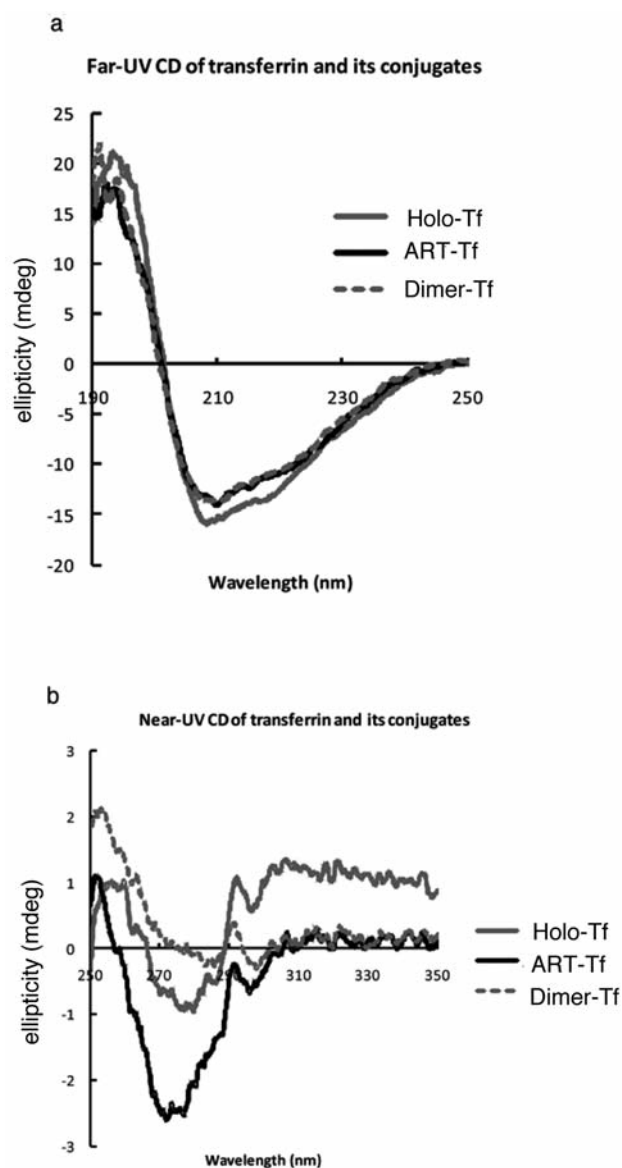 a
Far-UV CD of transferrin and its conjugates
25
20
15
10
5
0
-5
-10
-15
-20
190
210
230
250
ellipticity (mdeg)
Wavelength (nm)
Holo-Tf
ART-Tf
Dimer-Tf
b
Near-UV CD of transferrin and its conjugates
3
2
1
0
-1
-2
-3
250
270
290
310
330
350
ellipticity (mdeg)
Wavelength (nm)
Holo-Tf
ART-Tf
Dimer-Tf